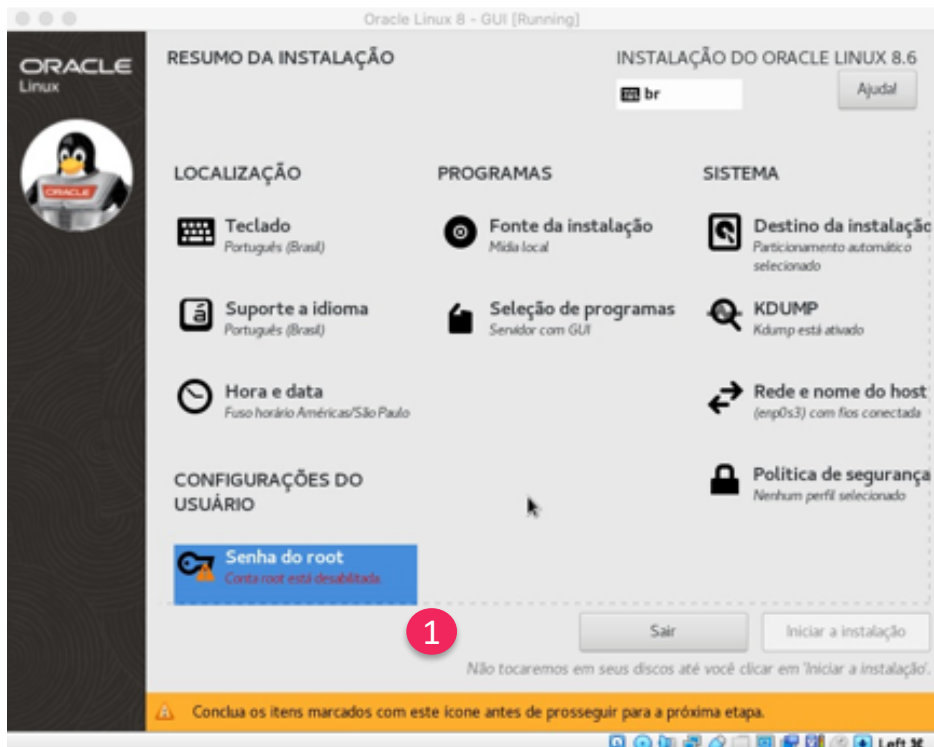 Oracle Linux 8 - GUI [Running]
ORACLE
Linux
ORACLE
RESUMO DA INSTALAÇÃO
INSTALAÇÃO DO ORACLE LINUX 8.6
br
Ajuda!
LOCALIZAÇÃO
Teclado
Português (Brasil)
á
Suporte a idioma
Português (Brasil)
Hora e data
Fuso horário Américas/São Paulo
PROGRAMAS
Fonte da instalação
Mídia local
Seleção de programas
Servidor com GUI
SISTEMA
Destino da instalaçã
Particionamento automático
selecionado
KDUMP
Kdump está ativado
Rede e nome do host
(enp0s3) com fios conectada
Política de segurança
Nenhum perfil selecionado
CONFIGURAÇÕES DO
USUÁRIO
Senha do root
Conta root está desabilitada.
1
Sair
Iniciar a instalação
Não tocaremos em seus discos até você clicar em 'Iniciar a instalação'.
Conclua os itens marcados com este ícone antes de prosseguir para a próxima etapa.
Left ⌘